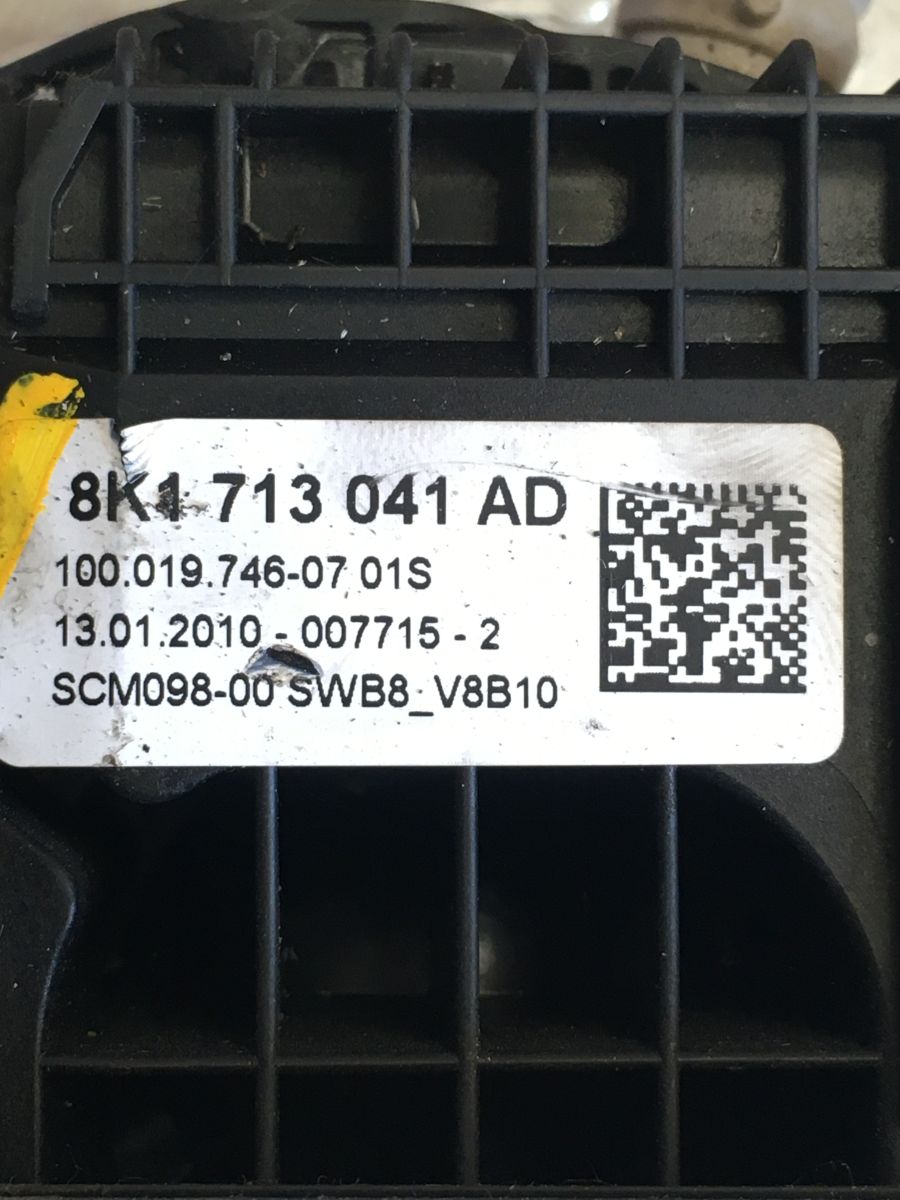 8K1 713 041 AD
100.019.746-07 01S
13.01.2010 - 007715 - 2
SCM098-00 SWB8_V8B10